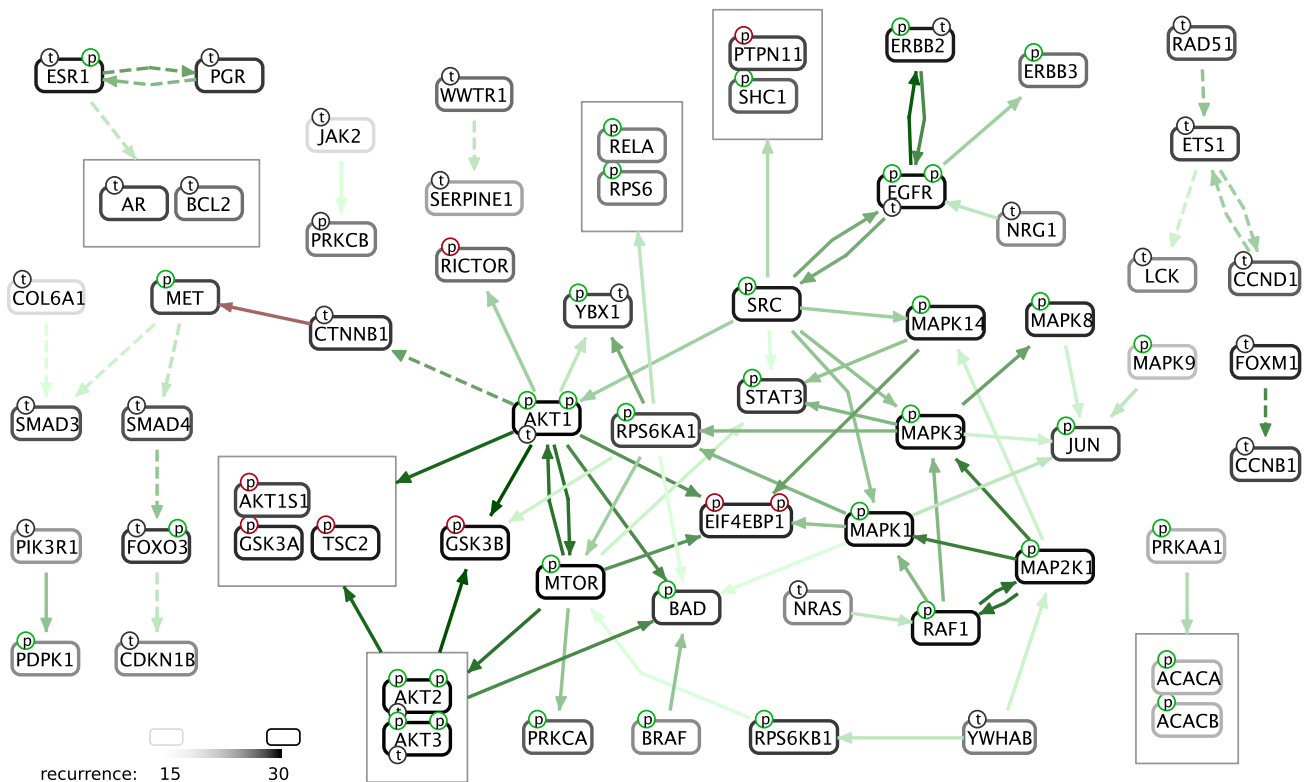 t p ESR1
t PGR
t AR
t BCL2
t JAK2
p PRKCB
t WWTR1
t SERPINE1
p RICTOR
p RELA
p RPS6
p PTPN11
p SHC1
p t ERBB2
p ERBB3
p p EGFR t
t NRG1
t RAD51
t ETS1
t LCK
t CCND1
t COL6A1
p MET
t CTNNB1
p t YBX1
p SRC
p MAPK14
p MAPK8
p MAPK9
t FOXM1
t SMAD3
t SMAD4
p p AKT1 t
p RPS6KA1
p STAT3
p MAPK3
p JUN
t CCNB1
p AKT1S1
p GSK3A
p TSC2
p GSK3B
p p EIF4EBP1
p MAPK1
t PIK3R1
t p FOXO3
p MTOR
p BAD
t NRAS
p RAF1
p MAP2K1
p PRKAA1
p PDPK1
t CDKN1B
p p AKT2 t
p p AKT3 t
p PRKCA
p BRAF
p RPS6KB1
t YWHAB
p ACACA
p ACACB
recurrence: 15 30